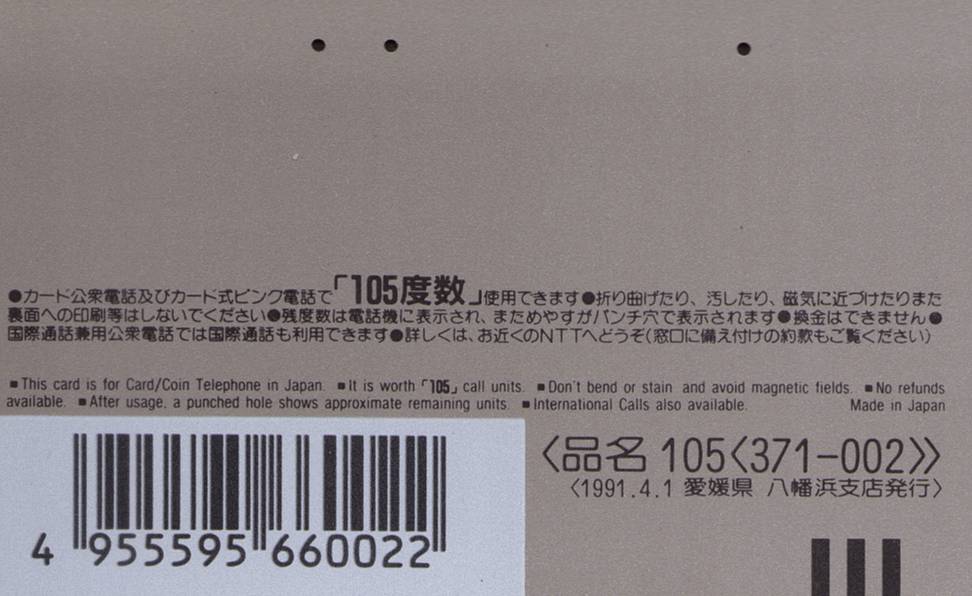 ●カード公衆電話及びカード式ピンク電話で「105度数」使用できます●折り曲げたり、汚したり、磁気に近づけたりまた
裏面への印刷等はしないでください●残度数は電話機に表示され、まためやすがパンチ穴で表示されます●換金はできません●
国際通話兼用公衆電話では国際通話も利用できます●詳しくは、お近くのNTTへどうぞ(窓口に備え付けの約款もご覧ください)
■This card is for Card/Coin Telephone in Japan. ■It is worth「105」call units. ■Don't bend or stain and avoid magnetic fields. ■No refunds
available. ■After usage, a punched hole shows approximate remaining units. ■International Calls also available. Made in Japan
〈品名 105〈371-002〉〉
〈1991.4.1 愛媛県 八幡浜支店発行〉
4 955595 660022